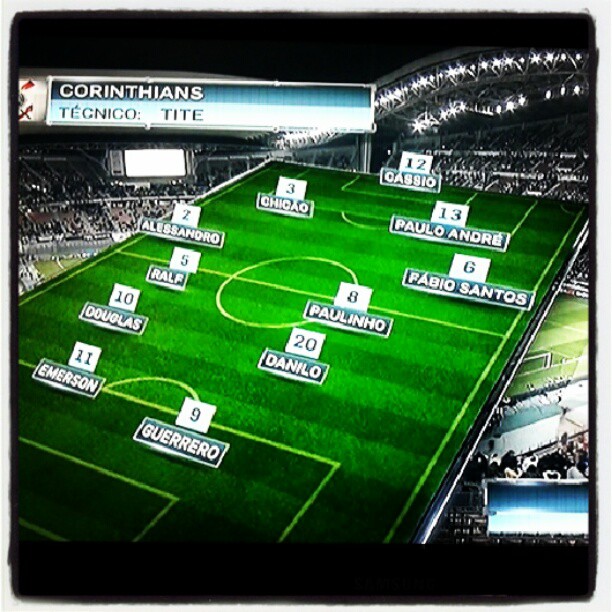 CORINTHIANS
TÉCNICO: TITE
12
CÁSSIO
3
CHICÃO
13
PAULO ANDRÉ
2
ALESSANDRO
6
FÁBIO SANTOS
5
RALF
8
PAULINHO
10
DOUGLAS
20
DANILO
11
EMERSON
9
GUERRERO